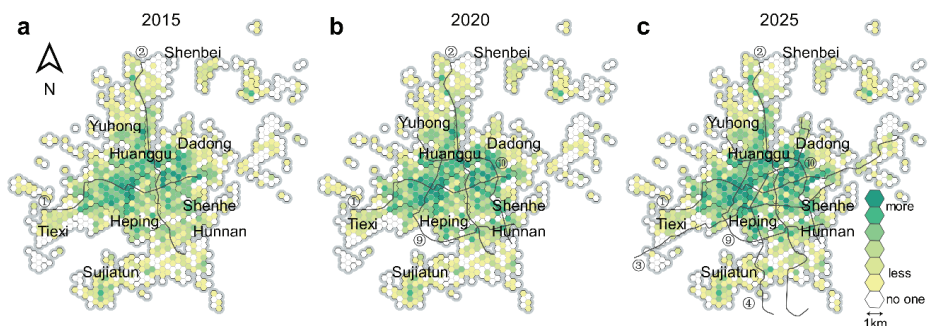 a 2015
N
②
Shenbei
Yuhong
Dadong
Huanggu
①
Shenhe
Tiexi
Heping
Hunnan
Sujiatun
b 2020
②
Shenbei
Yuhong
Dadong
Huanggu
⑩
①
Shenhe
Tiexi
Heping
⑨
Hunnan
Sujiatun
c 2025
②
Shenbei
Yuhong
Dadong
Huanggu
⑩
①
Shenhe
Tiexi
Heping
⑨
Hunnan
③
Sujiatun
④
more
less
no one
1km